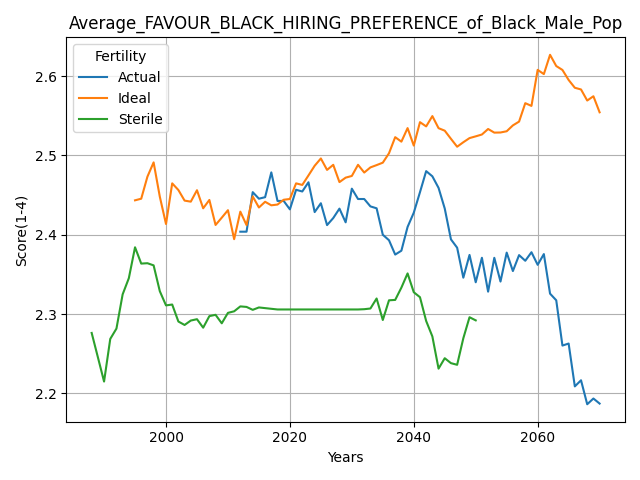 Average_FAVOUR_BLACK_HIRING_PREFERENCE_of_Black_Male_Pop
Fertility
Actual
Ideal
Sterile
Score(1-4)
2.6
2.5
2.4
2.3
2.2
2000 2020 2040 2060
Years